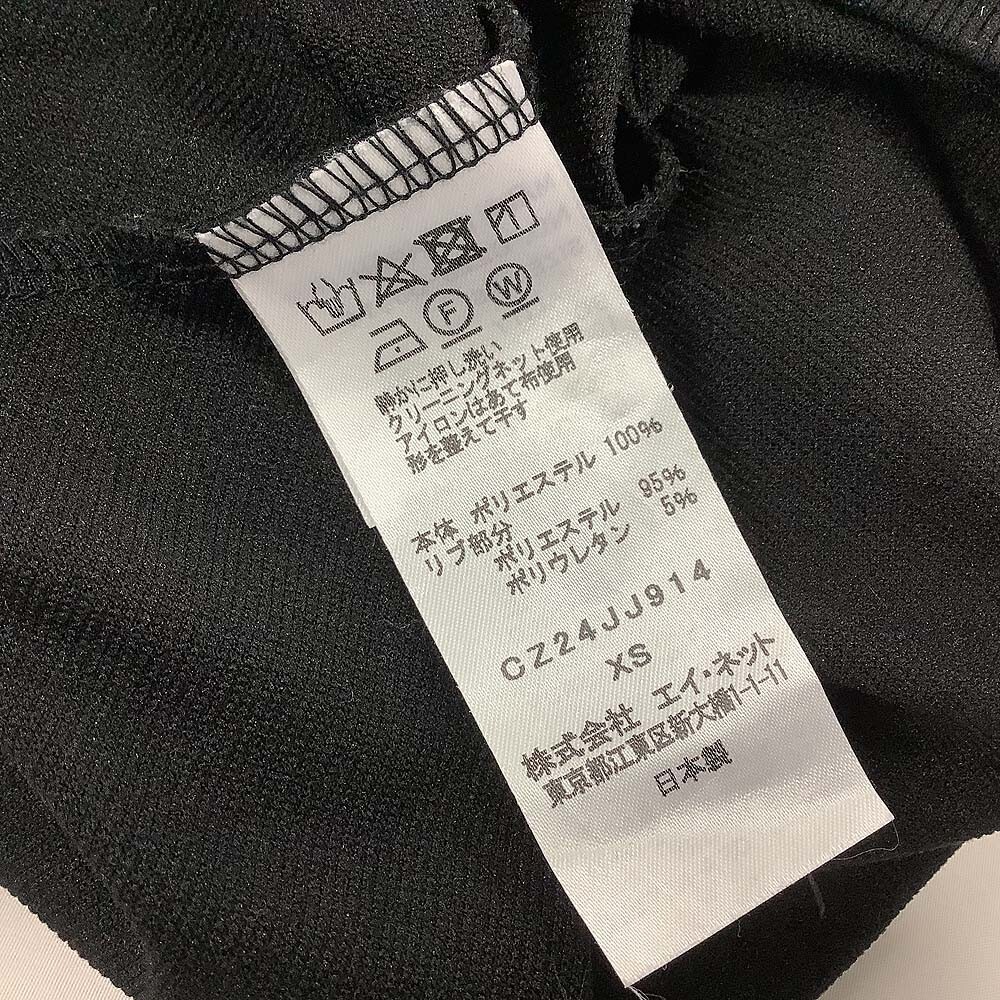 F W
静かに押し洗い
クリーニングネット使用
アイロンはあて布使用
形を整えて干す
本体 ポリエステル 100%
リブ部分
ポリエステル 95%
ポリウレタン 5%
CZ24JJ914
XS
株式会社 エイ・ネット
東京都江東区新大橋1-1-11
日本製